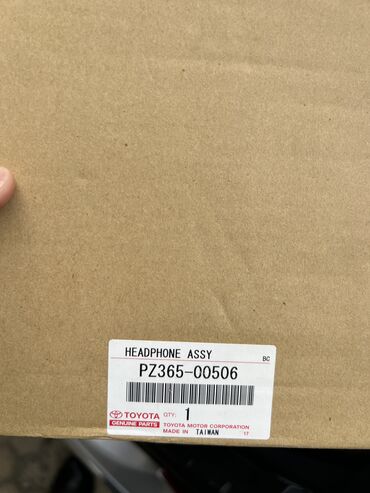 HEADPHONE ASSY
BC
PZ365-00506
TOYOTA QTY: 1
GENUINE PARTS TOYOTA MOTOR CORPORATION
MADE IN TAIWAN 17